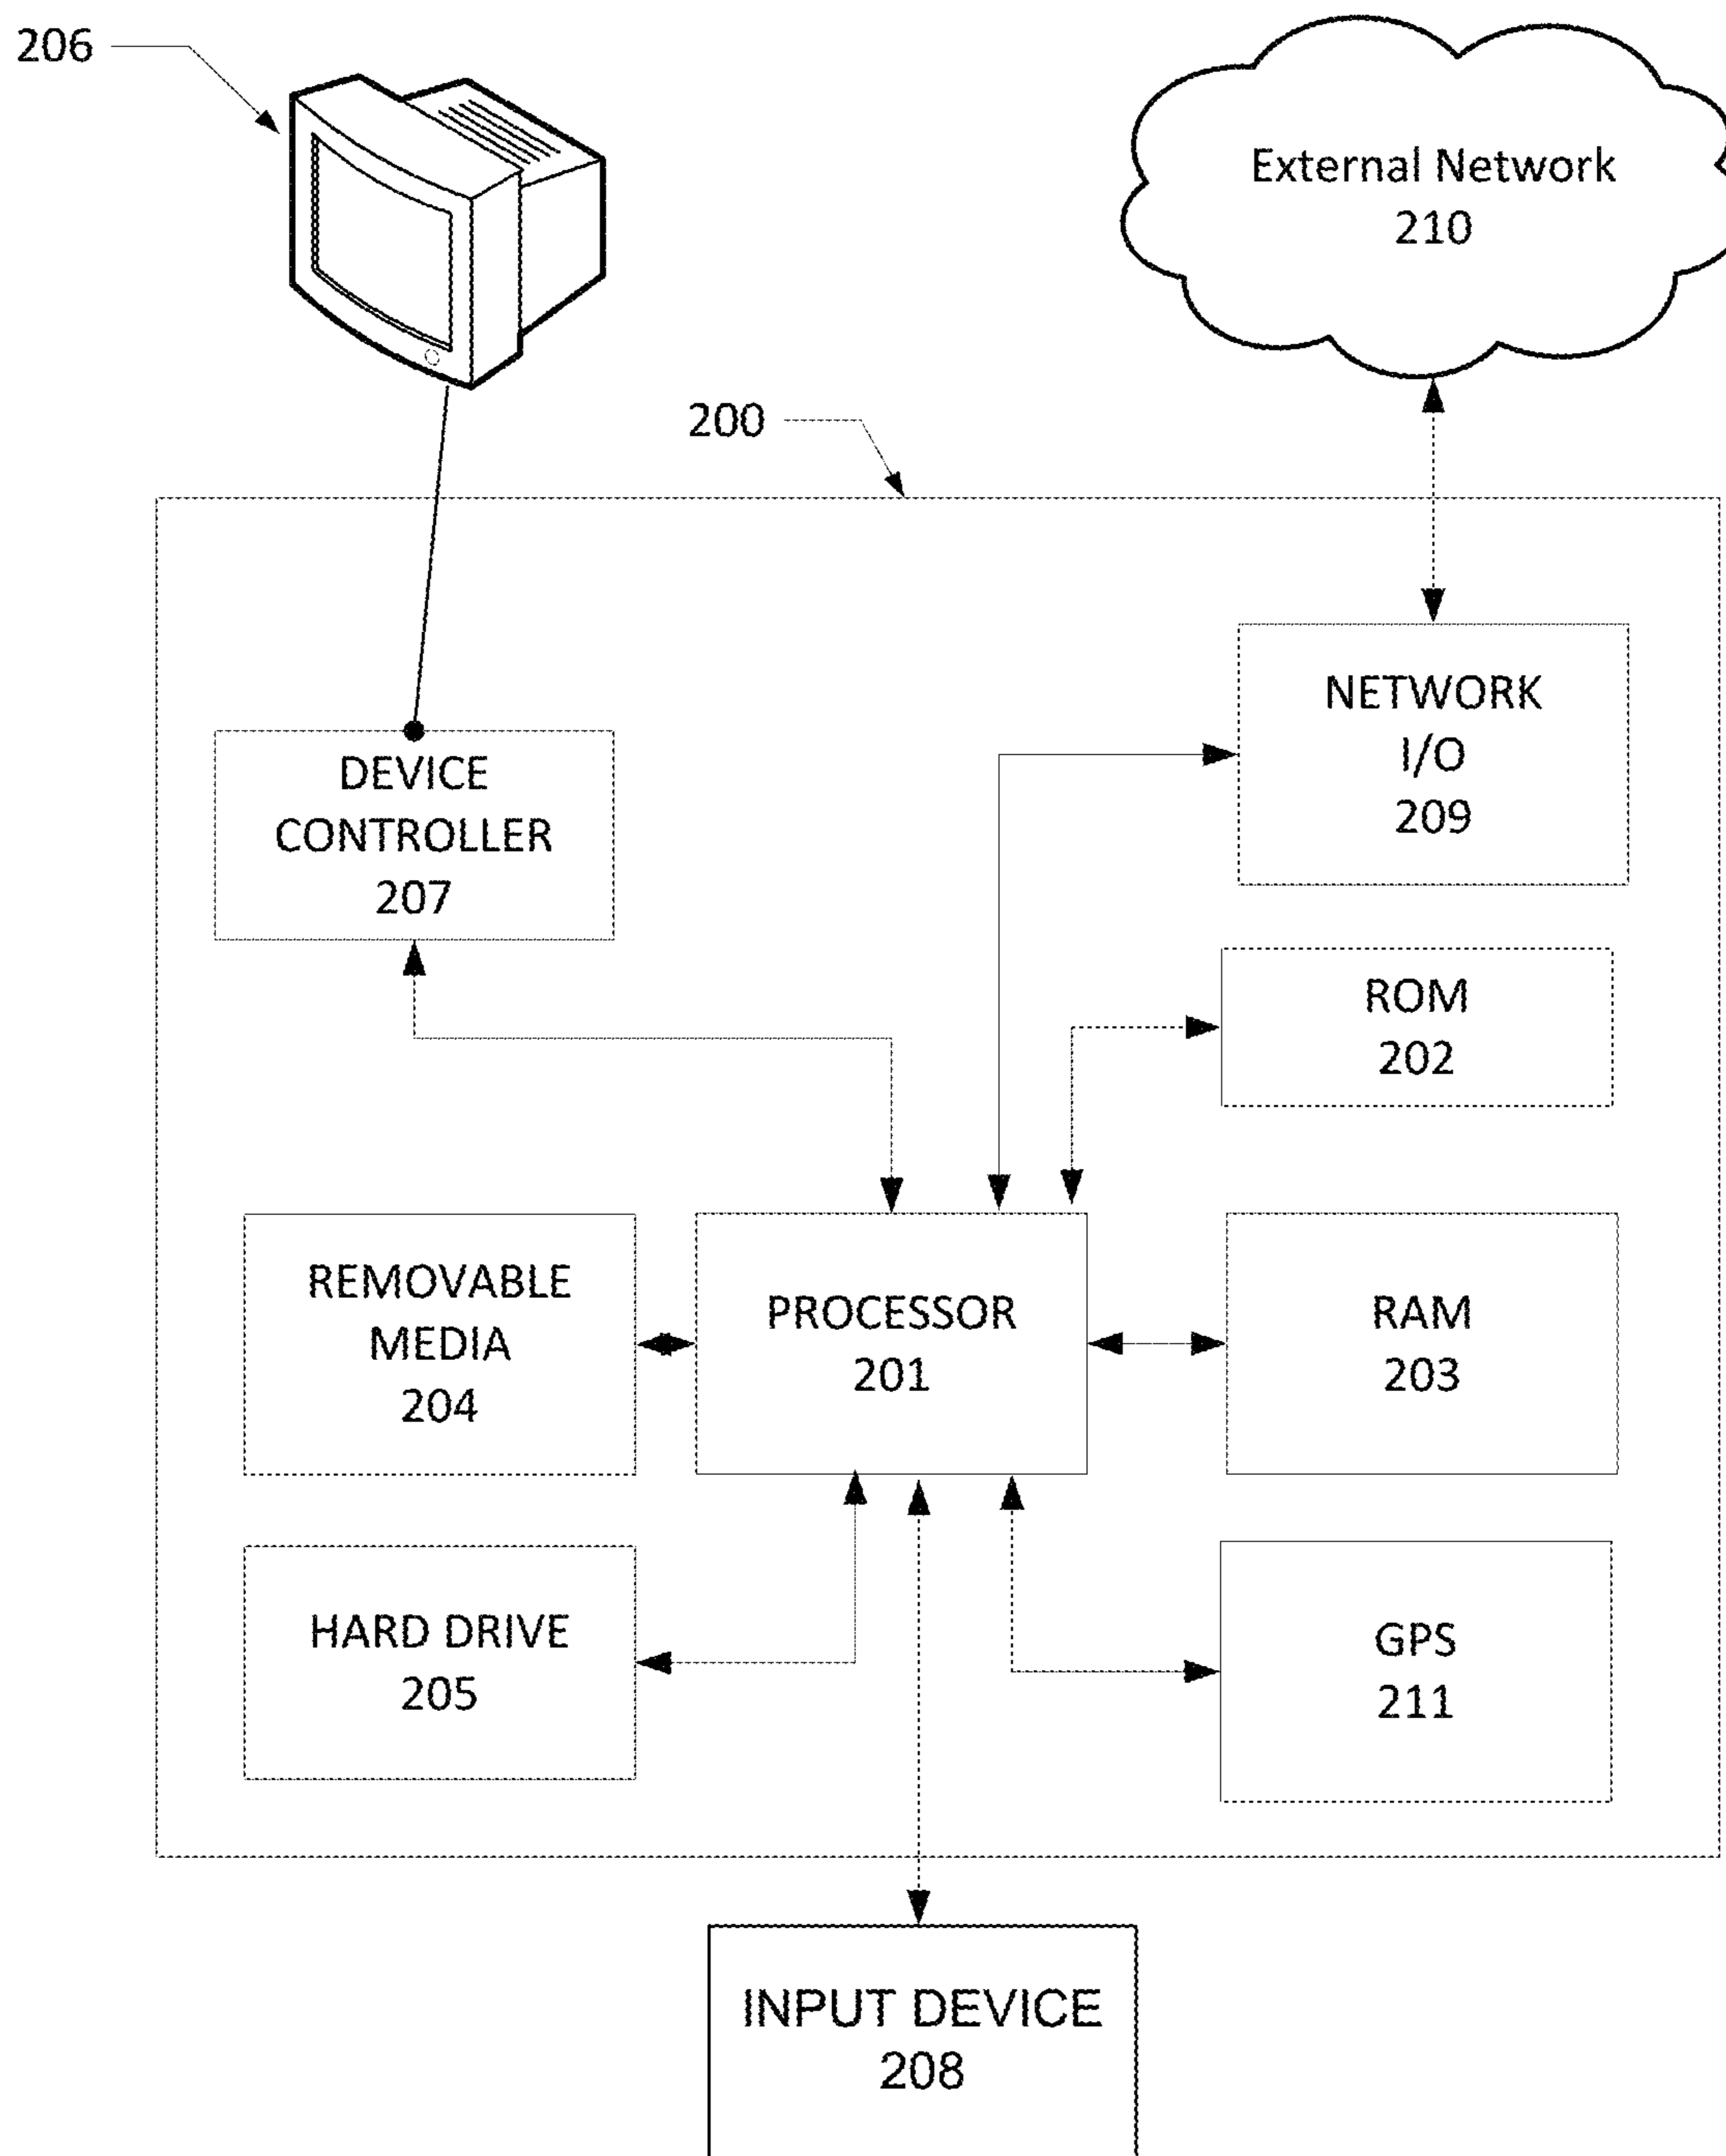 206
External Network
210
200
NETWORK
I/O
209
DEVICE
CONTROLLER
207
ROM
202
REMOVABLE
MEDIA
204
PROCESSOR
201
RAM
203
HARD DRIVE
205
GPS
211
INPUT DEVICE
208